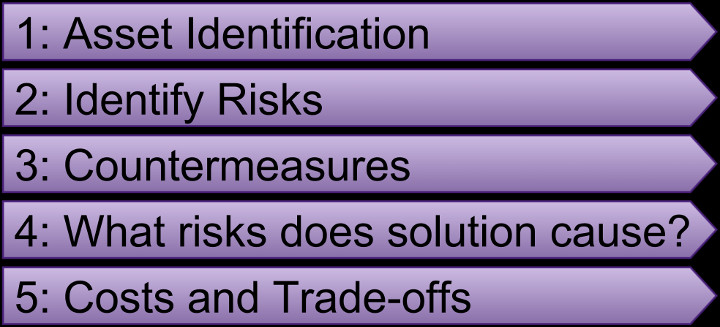 1: Asset Identification
2: Identify Risks
3: Countermeasures
4: What risks does solution cause?
5: Costs and Trade-offs